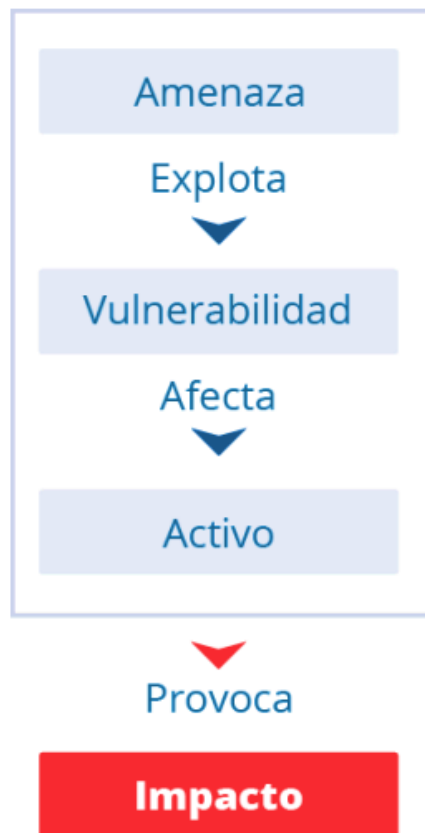 Amenaza
Explota
Vulnerabilidad
Afecta
Activo
Provoca
Impacto